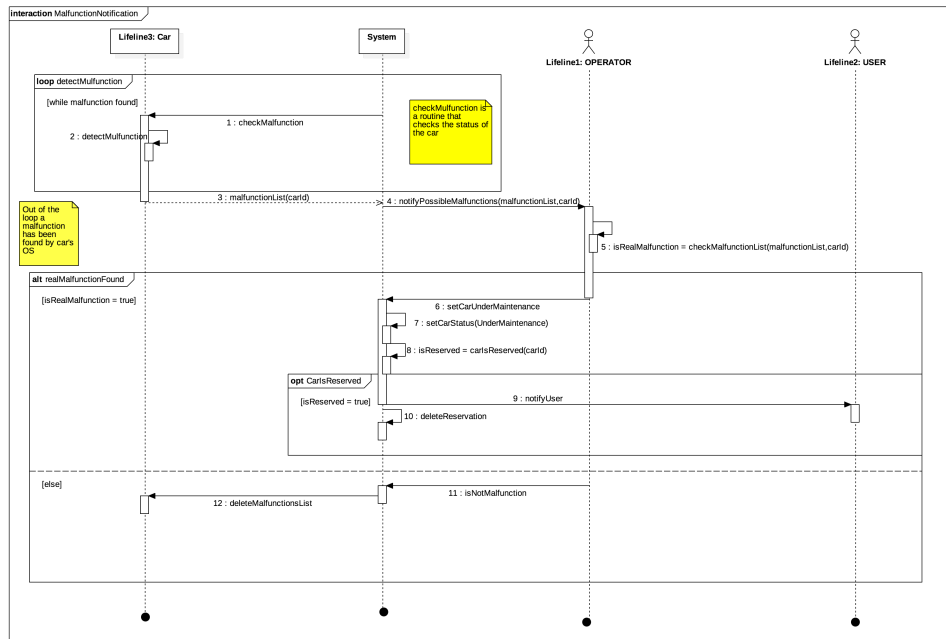 interaction MalfunctionNotification
Lifeline3: Car
System
Lifeline1: OPERATOR
Lifeline2: USER
loop detectMulfunction
[while malfunction found]
1 : checkMalfunction
2 : detectMulfunction
checkMulfunction is
a routine that
checks the status of
the car
3 : malfunctionList(carId)
4 : notifyPossibleMalfunctions(malfunctionList,carId)
Out of the
loop a
malfunction
has been
found by car's
OS
5 : isRealMalfunction = checkMalfunctionList(malfunctionList,carId)
alt realMalfunctionFound
[isRealMalfunction = true]
6 : setCarUnderMaintenance
7 : setCarStatus(UnderMaintenance)
8 : isReserved = carIsReserved(carId)
opt CarIsReserved
[isReserved = true]
9 : notifyUser
10 : deleteReservation
[else]
11 : isNotMalfunction
12 : deleteMalfunctionsList